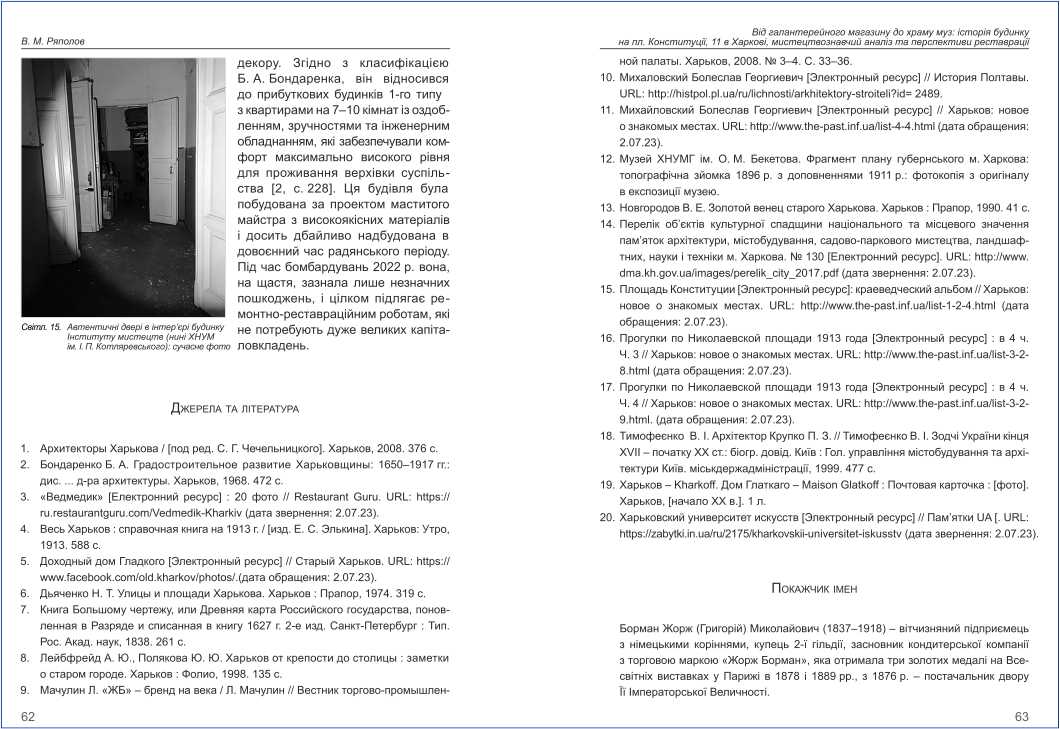 В. М. Ряполов
декору. Згідно з класифікацією
Б. А. Бондаренка, він відносився
до прибуткових будинків 1-го типу
з квартирами на 7–10 кімнат із оздоб-
ленням, зручностями та інженерним
обладнанням, які забезпечували ком-
форт максимально високого рівня
для проживання верхівки суспіль-
ства [2, с. 228]. Ця будівля була
побудована за проектом маститого
майстра з високоякісних матеріалів
і досить дбайливо надбудована в
довоєнний час радянського періоду.
Під час бомбардувань 2022 р. вона,
на щастя, зазнала лише незначних
пошкоджень, і цілком підлягає ре-
монтно-реставраційним роботам, які
не потребують дуже великих капіта-
ловкладень.
Світл. 15. Автентичні двері в інтер’єрі будинку
Інституту мистецтв (нині ХНУМ
ім. І. П. Котляревського): сучасне фото
Джерела та література
1. Архитекторы Харькова / [под ред. С. Г. Чечельницкого]. Харьков, 2008. 376 с.
2. Бондаренко Б. А. Градостроительное развитие Харьковщины: 1650–1917 гг.:
дис. ... д-ра архитектуры. Харьков, 1968. 472 с.
3. «Ведмедик» [Електронний ресурс] : 20 фото // Restaurant Guru. URL: https://
ru.restaurantguru.com/Vedmedik-Kharkiv (дата звернення: 2.07.23).
4. Весь Харьков : справочная книга на 1913 г. / [изд. Е. С. Элькина]. Харьков: Утро,
1913. 588 с.
5. Доходный дом Гладкого [Электронный ресурс] // Старый Харьков. URL: https://
www.facebook.com/old.kharkov/photos/.(дата обращения: 2.07.23).
6. Дьяченко Н. Т. Улицы и площади Харькова. Харьков : Прапор, 1974. 319 с.
7. Книга Большому чертежу, или Древняя карта Российского государства, понов-
ленная в Разряде и списанная в книгу 1627 г. 2-е изд. Санкт-Петербург : Тип.
Рос. Акад. наук, 1838. 261 с.
8. Лейбфрейд А. Ю., Полякова Ю. Ю. Харьков от крепости до столицы : заметки
о старом городе. Харьков : Фолио, 1998. 135 с.
9. Мачулин Л. «ЖБ» – бренд на века / Л. Мачулин // Вестник торгово-промышлен-
62
Від галантерейного магазину до храму муз: історія будинку
на пл. Конституції, 11 в Харкові, мистецтвознавчий аналіз та перспективи реставрації
ной палаты. Харьков, 2008. № 3–4. С. 33–36.
10. Михаловский Болеслав Георгиевич [Электронный ресурс] // История Полтавы.
URL: http://histpol.pl.ua/ru/lichnosti/arkhitektory-stroiteli?id= 2489.
11. Михайловский Болеслав Георгиевич [Электронный ресурс] // Харьков: новое
о знакомых местах. URL: http://www.the-past.inf.ua/list-4-4.html (дата обращения:
2.07.23).
12. Музей ХНУМГ ім. О. М. Бекетова. Фрагмент плану губернського м. Харкова:
топографічна зйомка 1896 р. з доповненнями 1911 р.: фотокопія з оригіналу
в експозиції музею.
13. Новгородов В. Е. Золотой венец старого Харькова. Харьков : Прапор, 1990. 41 с.
14. Перелік об’єктів культурної спадщини національного та місцевого значення
пам’яток архітектури, містобудування, садово-паркового мистецтва, ландшаф-
тних, науки і техніки м. Харкова. № 130 [Електронний ресурс]. URL: http://www.
dma.kh.gov.ua/images/perelik_city_2017.pdf (дата звернення: 2.07.23).
15. Площадь Конституции [Электронный ресурс]: краеведческий альбом // Харьков:
новое о знакомых местах. URL: http://www.the-past.inf.ua/list-1-2-4.html (дата
обращения: 2.07.23).
16. Прогулки по Николаевской площади 1913 года [Электронный ресурс] : в 4 ч.
Ч. 3 // Харьков: новое о знакомых местах. URL: http://www.the-past.inf.ua/list-3-2-
8.html (дата обращения: 2.07.23).
17. Прогулки по Николаевской площади 1913 года [Электронный ресурс] : в 4 ч.
Ч. 4 // Харьков: новое о знакомых местах. URL: http://www.the-past.inf.ua/list-3-2-
9.html. (дата обращения: 2.07.23).
18. Тимофеєнко В. І. Архітектор Крупко П. З. // Тимофеєнко В. І. Зодчі України кінця
XVII – початку XX ст.: біогр. довід. Київ : Гол. управління містобудування та архі-
тектури Київ. міськдержадміністрації, 1999. 477 с.
19. Харьков – Kharkoff. Дом Глаткаго – Maison Glatkoff : Почтовая карточка : [фото].
Харьков, [начало XX в.]. 1 л.
20. Харьковский университет искусств [Электронный ресурс] // Пам’ятки UA [. URL:
https://zabytki.in.ua/ru/2175/kharkovskii-universitet-iskusstv (дата звернення: 2.07.23).
Покажчик імен
Борман Жорж (Григорій) Миколайович (1837–1918) – вітчизняний підприємець
з німецькими коріннями, купець 2-ї гільдії, засновник кондитерської компанії
з торговою маркою «Жорж Борман», яка отримала три золотих медалі на Все-
світніх виставках у Парижі в 1878 і 1889 рр., з 1876 р. – постачальник двору
Її Імператорської Величності.
63